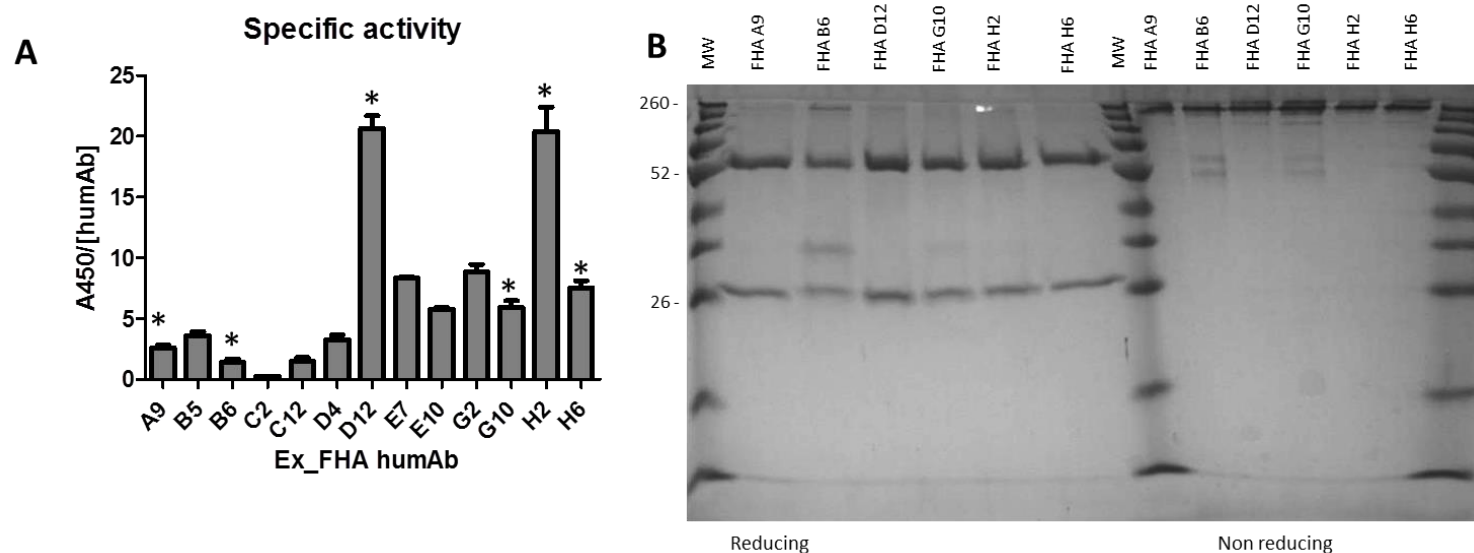 A
Specific activity
A450/[humAb]
25
20
15
10
5
0
*
*
*
*
*
*
A9
B5
B6
C2
C12
D4
D12
E7
E10
G2
G10
H2
H6
Ex_FHA humAb
B
MW
FHA A9
FHA B6
FHA D12
FHA G10
FHA H2
FHA H6
MW
FHA A9
FHA B6
FHA D12
FHA G10
FHA H2
FHA H6
260 -
52 -
26 -
Reducing
Non reducing